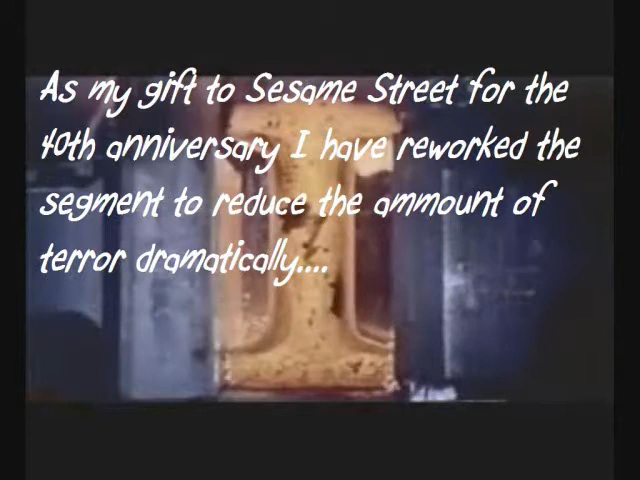 As my gift to Sesame Street for the
40th anniversary I have reworked the
segment to reduce the ammount of
terror dramatically....
I